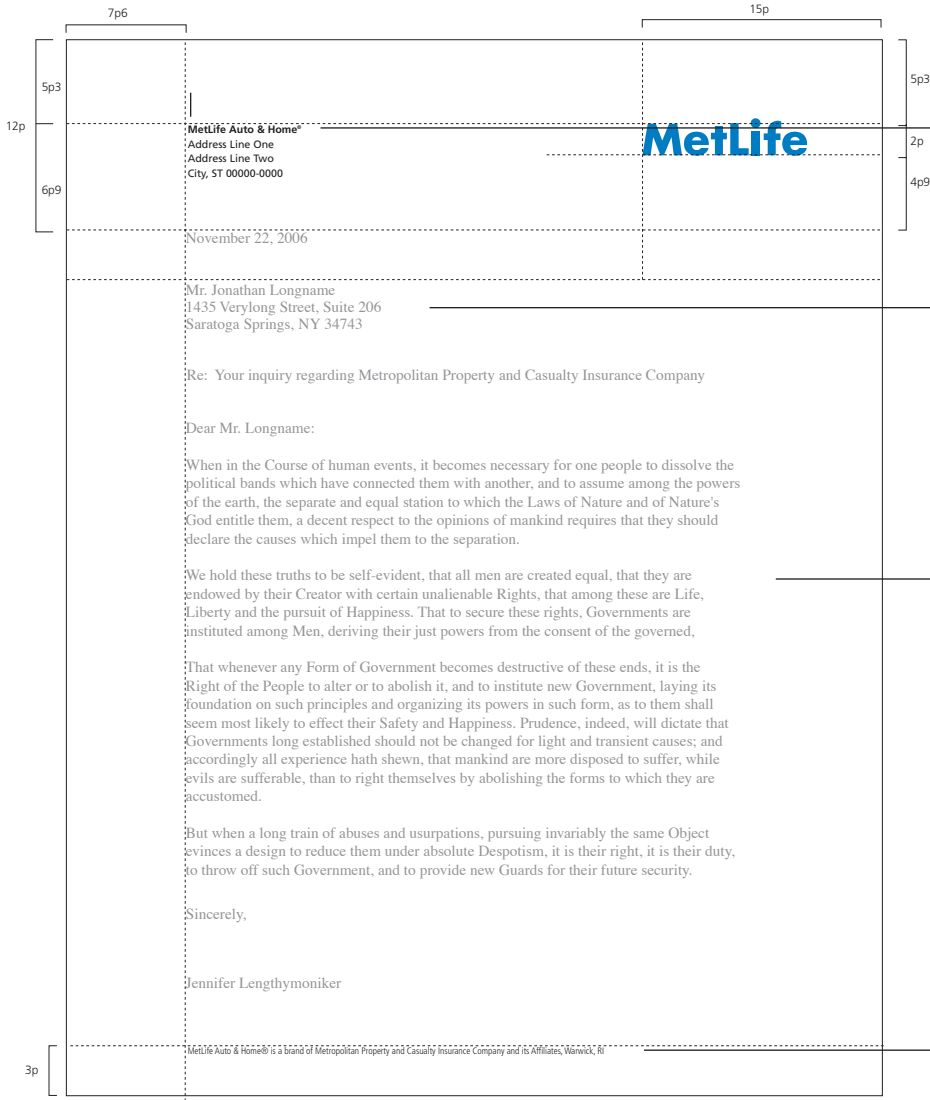 7p6
15p
5p3
5p3
12p
MetLife Auto & Home®
MetLife
Address Line One
2p
Address Line Two
City, ST 00000-0000
6p9
4p9
November 22, 2006
Mr. Jonathan Longname
1435 Verylong Street, Suite 206
Saratoga Springs, NY 34743
Re:  Your inquiry regarding Metropolitan Property and Casualty Insurance Company
Dear Mr. Longname:
When in the Course of human events, it becomes necessary for one people to dissolve the
political bands which have connected them with another, and to assume among the powers
of the earth, the separate and equal station to which the Laws of Nature and of Nature's
God entitle them, a decent respect to the opinions of mankind requires that they should
declare the causes which impel them to the separation.
We hold these truths to be self-evident, that all men are created equal, that they are
endowed by their Creator with certain unalienable Rights, that among these are Life,
Liberty and the pursuit of Happiness. That to secure these rights, Governments are
instituted among Men, deriving their just powers from the consent of the governed,
That whenever any Form of Government becomes destructive of these ends, it is the
Right of the People to alter or to abolish it, and to institute new Government, laying its
foundation on such principles and organizing its powers in such form, as to them shall
seem most likely to effect their Safety and Happiness. Prudence, indeed, will dictate that
Governments long established should not be changed for light and transient causes; and
accordingly all experience hath shewn, that mankind are more disposed to suffer, while
evils are sufferable, than to right themselves by abolishing the forms to which they are
accustomed.
But when a long train of abuses and usurpations, pursuing invariably the same Object
evinces a design to reduce them under absolute Despotism, it is their right, it is their duty,
to throw off such Government, and to provide new Guards for their future security.
Sincerely,
Jennifer Lengthymoniker
MetLife Auto & Home® is a brand of Metropolitan Property and Casualty Insurance Company and its Affiliates, Warwick, RI
3p